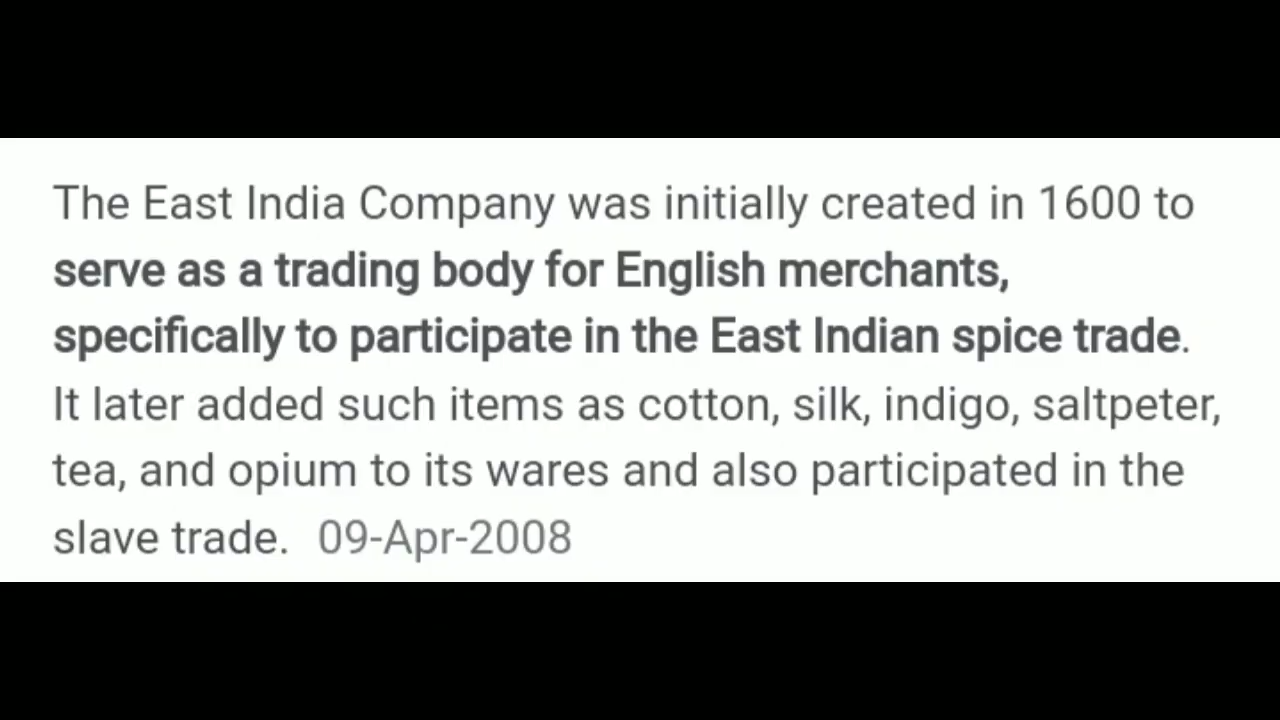 The East India Company was initially created in 1600 to
serve as a trading body for English merchants,
specifically to participate in the East Indian spice trade.
It later added such items as cotton, silk, indigo, saltpeter,
tea, and opium to its wares and also participated in the
slave trade. 09-Apr-2008